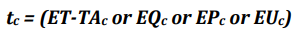 tc = (ET-TAc or EQc or EPc or EUc)